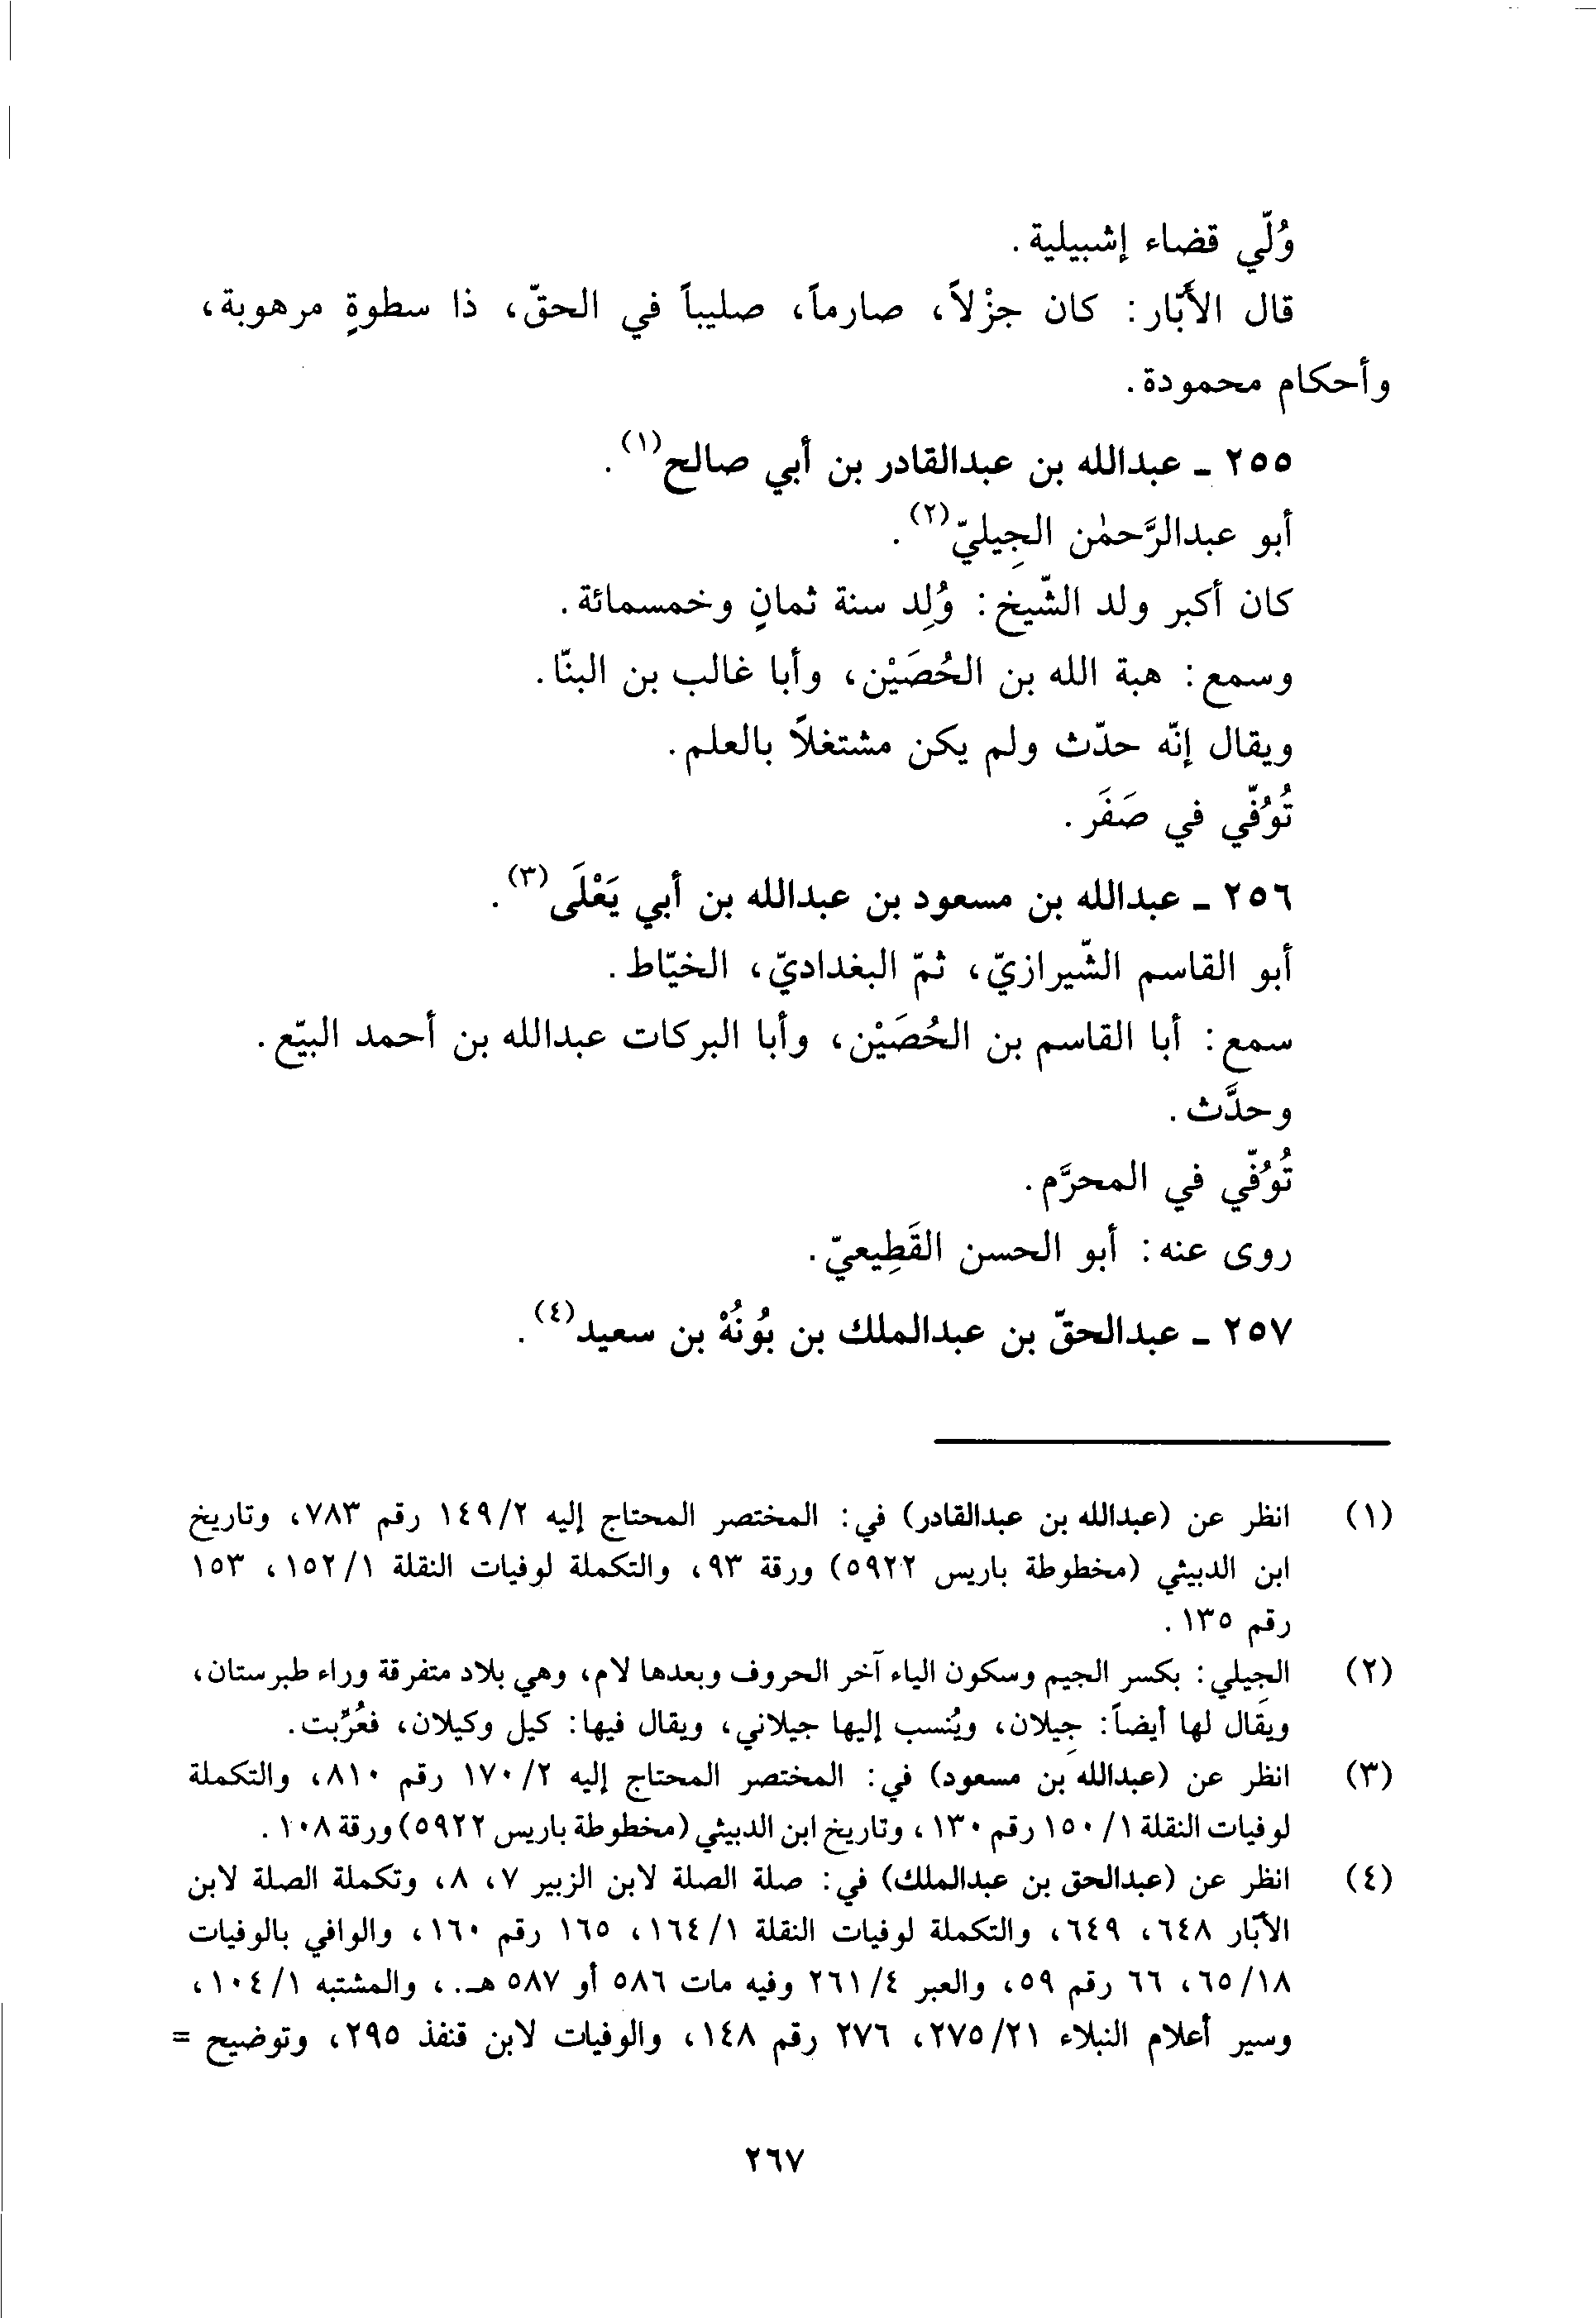 وُلّي قضاء إشبيلية.
قال الأَبّار: كان جزْلاً، صارماً، صليباً في الحقّ، ذا سطوةٍ مرهوبة،
وأحكام محمودة.
٢٥٥ ـ عبدالله بن عبدالقادر بن أبي صالح(١).
أبو عبدالرَّحمٰن الجِيليّ(٢).
كان أكبر ولد الشّيخ: وُلِد سنة ثمانٍ وخمسمائة.
وسمع: هبة الله بن الحُصَيْن، وأبا غالب بن البنّا.
ويقال إنّه حدّث ولم يكن مشتغلاً بالعلم.
تُوُفّي في صَفَر.
٢٥٦ ـ عبدالله بن مسعود بن عبدالله بن أبي يَعْلَى(٣).
أبو القاسم الشّيرازيّ، ثمّ البغداديّ، الخيّاط.
سمع: أبا القاسم بن الحُصَيْن، وأبا البركات عبدالله بن أحمد البيّع.
وحدَّث.
تُوُفّي في المحرَّم.
روى عنه: أبو الحسن القَطِيعيّ.
٢٥٧ ـ عبدالحقّ بن عبدالملك بن بُونُهْ بن سعيد(٤).
(١) انظر عن (عبدالله بن عبدالقادر) في: المختصر المحتاج إليه ١٤٩/٢ رقم ٧٨٣، وتاريخ
ابن الدبيثي (مخطوطة باريس ٥٩٢٢) ورقة ٩٣، والتكملة لوفيات النقلة ١٥٢/١، ١٥٣
رقم ١٣٥.
(٢) الجِيلي: بكسر الجيم وسكون الياء آخر الحروف وبعدها لام، وهي بلاد متفرقة وراء طبرستان،
ويقال لها أيضاً: جِيلان، ويُنسب إليها جيلاني، ويقال فيها: كيل وكيلان، فعُرِّبت.
(٣) انظر عن (عبدالله بن مسعود) في: المختصر المحتاج إليه ١٧٠/٢ رقم ٨١٠، والتكملة
لوفيات النقلة ١٥٠/١ رقم ١٣٠، وتاريخ ابن الدبيثي (مخطوطة باريس ٥٩٢٢) ورقة ١٠٨.
(٤) انظر عن (عبدالحق بن عبدالملك) في: صلة الصلة لابن الزبير ٧، ٨، وتكملة الصلة لابن
الأبّار ٦٤٨، ٦٤٩، والتكملة لوفيات النقلة ١٦٤/١، ١٦٥ رقم ١٦٠، والوافي بالوفيات
٦٥/١٨، ٦٦ رقم ٥٩، والعبر ٢٦١/٤ وفيه مات ٥٨٦ أو ٥٨٧ هـ.، والمشتبه ١٠٤/١،
وسير أعلام النبلاء ٢٧٥/٢١، ٢٧٦ رقم ١٤٨، والوفيات لابن قنفذ ٢٩٥، وتوضيح =
٢٦٧